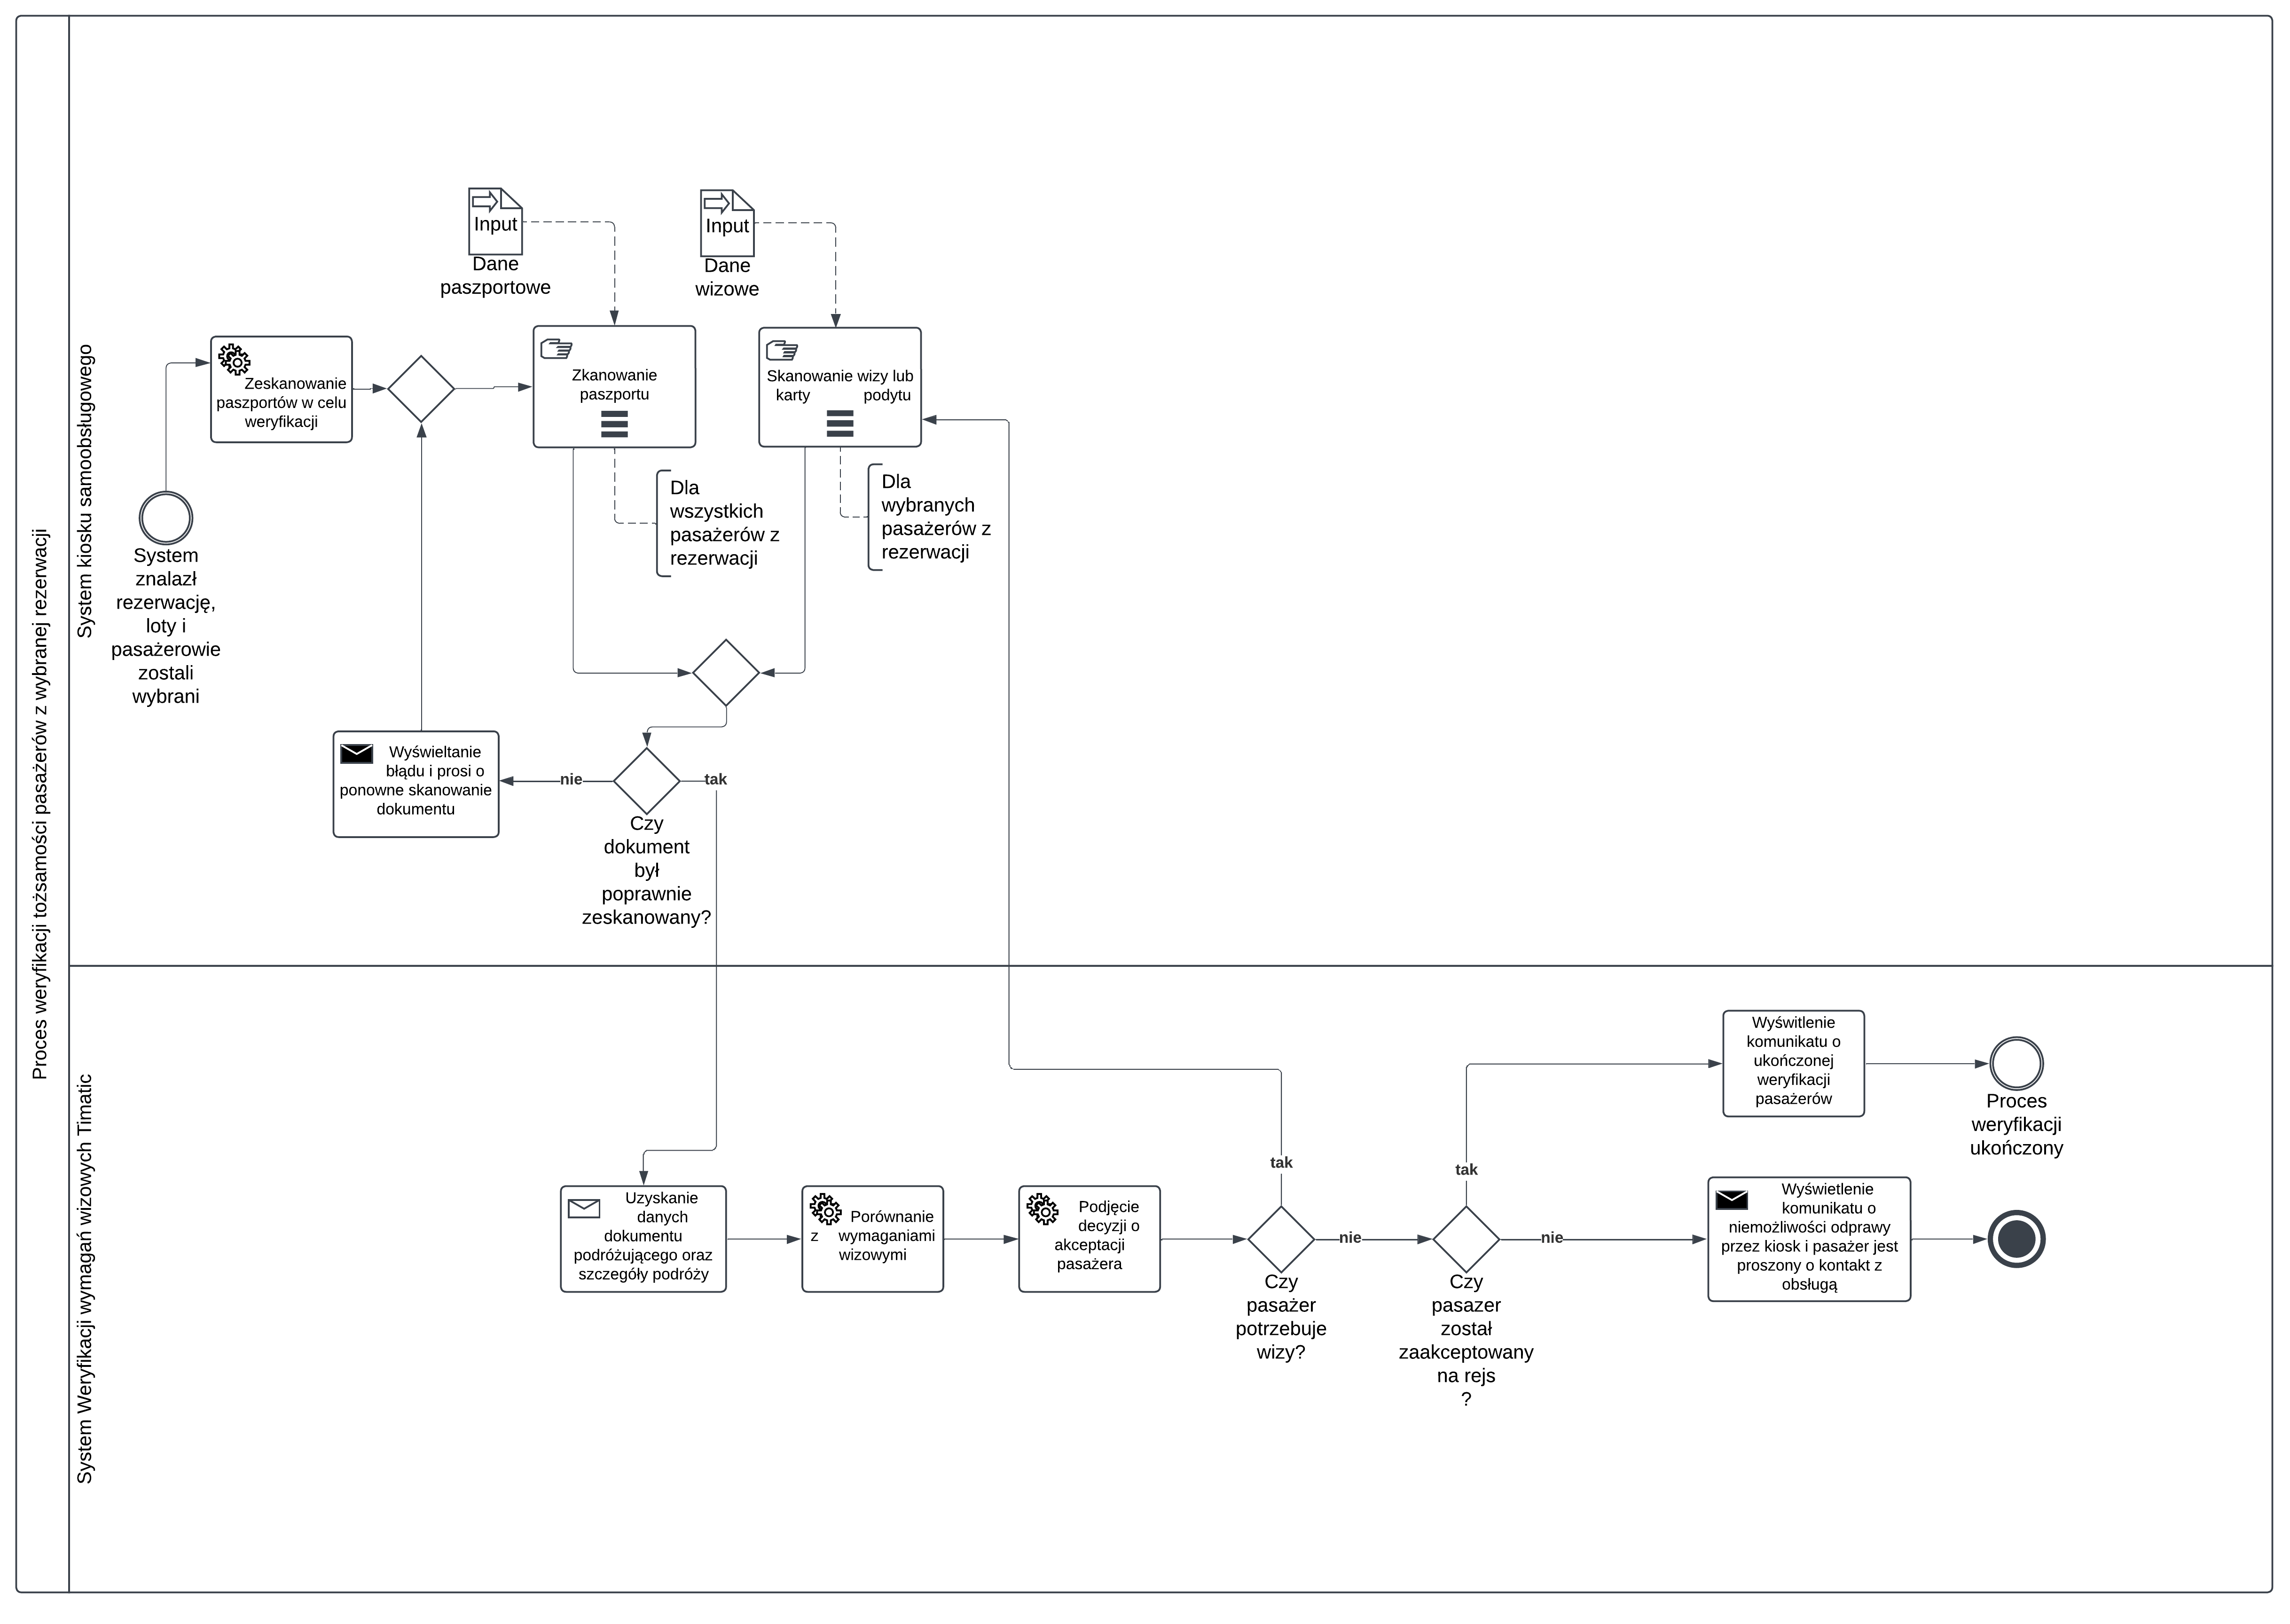 Proces weryfikacji tożsamości pasażerów z wybranej rezerwacji
System kiosku samoobsługowego
Input
Dane
paszportowe
Input
Dane
wizowe
Zeskanowanie
paszportów w celu
weryfikacji
Zkanowanie
paszportu
Skanowanie wizy lub
karty podytu
Dla
wszystkich
pasażerów z
rezerwacji
Dla
wybranych
pasażerów z
rezerwacji
System
znalazł
rezerwację,
loty i
pasażerowie
zostali
wybrani
Wyświeltanie
błądu i prosi o
ponowne skanowanie
dokumentu
nie
tak
Czy
dokument
był
poprawnie
zeskanowany?
System Weryfikacji wymagań wizowych Timatic
Uzyskanie
danych
dokumentu
podróżującego oraz
szczegóły podróży
Porównanie
z wymaganiami
wizowymi
Podjęcie
decyzji o
akceptacji
pasażera
tak
nie
Czy
pasażer
potrzebuje
wizy?
tak
nie
Czy
pasazer
został
zaakceptowany
na rejs
?
Wyświtlenie
komunikatu o
ukończonej
weryfikacji
pasażerów
Proces
weryfikacji
ukończony
Wyświetlenie
komunikatu o
niemożliwości odprawy
przez kiosk i pasażer jest
proszony o kontakt z
obsługą